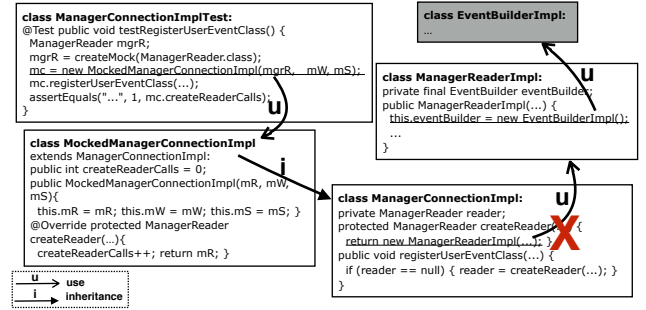 class ManagerConnectionImplTest:
@Test public void testRegisterUserEventClass() {
ManagerReader mgrR;
mgrR = createMock(ManagerReader.class);
mc = new MockedManagerConnectionImpl(mgrR, mW, mS);
mc.registerUserEventClass(...);
assertEquals("...", 1, mc.createReaderCalls);
}
u
class EventBuilderImpl:
...
u
class ManagerReaderImpl:
private final EventBuilder eventBuilder;
public ManagerReaderImpl(...) {
this.eventBuilder = new EventBuilderImpl();
...
}
class MockedManagerConnectionImpl
extends ManagerConnectionImpl:
public int createReaderCalls = 0;
public MockedManagerConnectionImpl(mR, mW,
mS){
this.mR = mR; this.mW = mW; this.mS = mS; }
@Override protected ManagerReader
createReader(...){
createReaderCalls++; return mR; }
i
u
class ManagerConnectionImpl:
private ManagerReader reader;
protected ManagerReader createReader( {
return new ManagerReaderImpl(...); }
X
public void registerUserEventClass(...) {
if (reader == null) { reader = createReader(...); }
}
u use
i inheritance